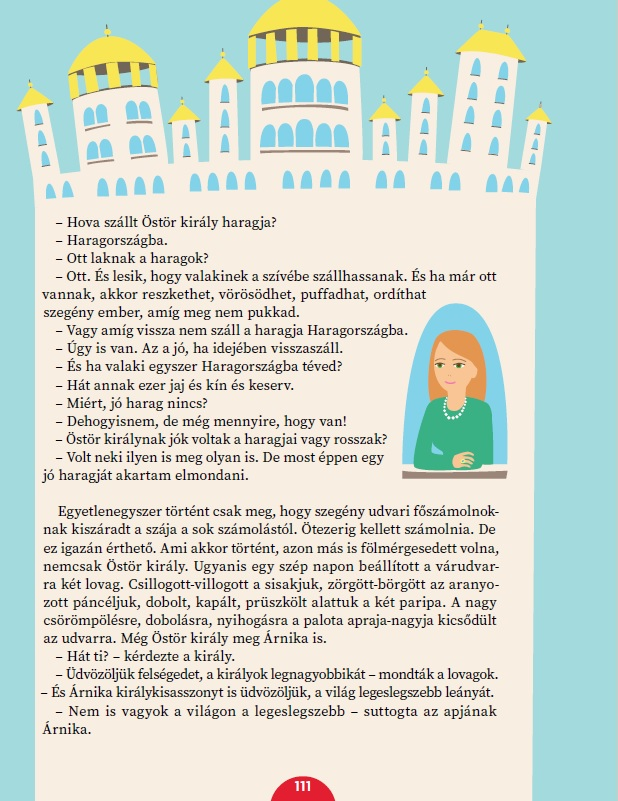 – Hova szállt Östör király haragja?
– Haragországba.
– Ott laknak a haragok?
– Ott. És lesik, hogy valakinek a szívébe szállhassanak. És ha már ott
vannak, akkor reszkethet, vörösödhet, puffadhat, ordíthat
szegény ember, amíg meg nem pukkad.
– Vagy amíg vissza nem száll a haragja Haragországba.
– Úgy is van. Az a jó, ha idejében visszaszáll.
– És ha valaki egyszer Haragországba téved?
– Hát annak ezer jaj és kín és keserv.
– Miért, jó harag nincs?
– Dehogyisnem, de még mennyire, hogy van!
– Östör királynak jók voltak a haragjai vagy rosszak?
– Volt neki ilyen is meg olyan is. De most éppen egy
jó haragját akartam elmondani.
Egyetlenegyszer történt csak meg, hogy szegény udvari főszámolnok-
nak kiszáradt a szája a sok számolástól. Ötezerig kellett számolnia. De
ez igazán érthető. Ami akkor történt, azon más is fölmérgesedett volna,
nemcsak Östör király. Ugyanis egy szép napon beállított a várudvar-
ra két lovag. Csillogott-villogott a sisakjuk, zörgött-börgött az aranyo-
zott páncéljuk, dobolt, kapált, prüszkölt alattuk a két paripa. A nagy
csörömpölésre, dobolásra, nyihogásra a palota apraja-nagyja kicsődült
az udvarra. Még Östör király meg Árnika is.
– Hát ti? – kérdezte a király.
– Üdvözöljük felségedet, a királyok legnagyobbikát – mondták a lovagok.
– És Árnika királykisasszonyt is üdvözöljük, a világ legeslegszebb leányát.
– Nem is vagyok a világon a legeslegszebb – suttogta az apjának
Árnika.
111